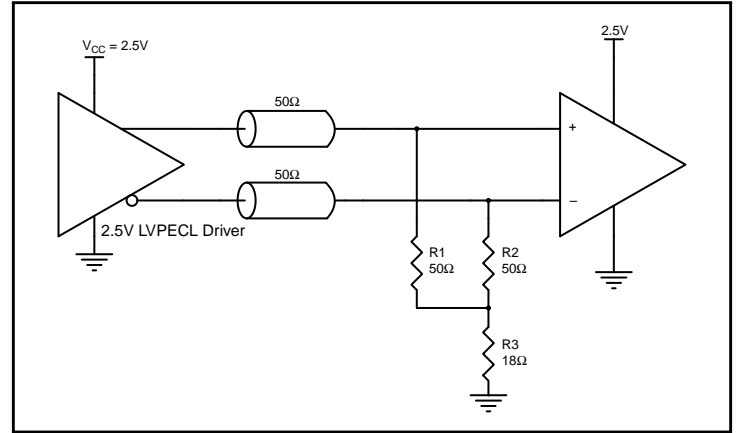 V_CC = 2.5V
2.5V
50Ω
50Ω
+
−
2.5V LVPECL Driver
R1
50Ω
R2
50Ω
R3
18Ω